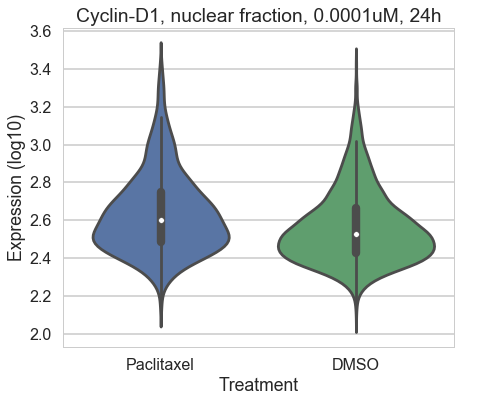 Cyclin-D1, nuclear fraction, 0.0001uM, 24h
3.6
3.4
3.2
3.0
2.8
2.6
2.4
2.2
2.0
Expression (log10)
Paclitaxel
DMSO
Treatment